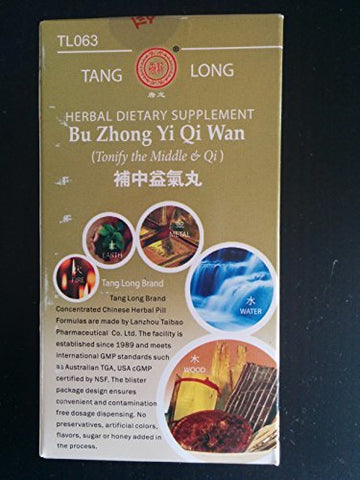 TL063
TANG LONG
®
唐龙
HERBAL DIETARY SUPPLEMENT
Bu Zhong Yi Qi Wan
(Tonify the Middle & Qi)
補中益氣丸
金
METAL
土
EARTH
火
FIRE
水
WATER
木
WOOD
Tang Long Brand
Tang Long Brand
Concentrated Chinese Herbal Pill
Formulas are made by Lanzhou Taibao
Pharmaceutical Co. Ltd. The facility is
established since 1989 and meets
international GMP standards such
as Australian TGA, USA cGMP
certified by NSF. The blister
package design ensures
convenient and contamination
free dosage dispensing. No
preservatives, artificial colors,
flavors, sugar or honey added in
the process.